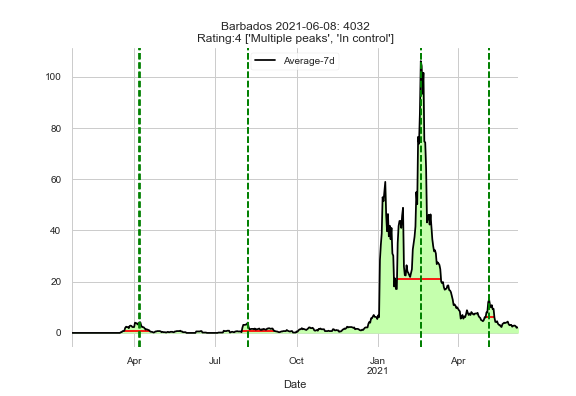 Barbados 2021-06-08: 4032
Rating:4 ['Multiple peaks', 'In control']
Average-7d
100
80
60
40
20
0
Apr Jul Oct Jan Apr
2021
Date